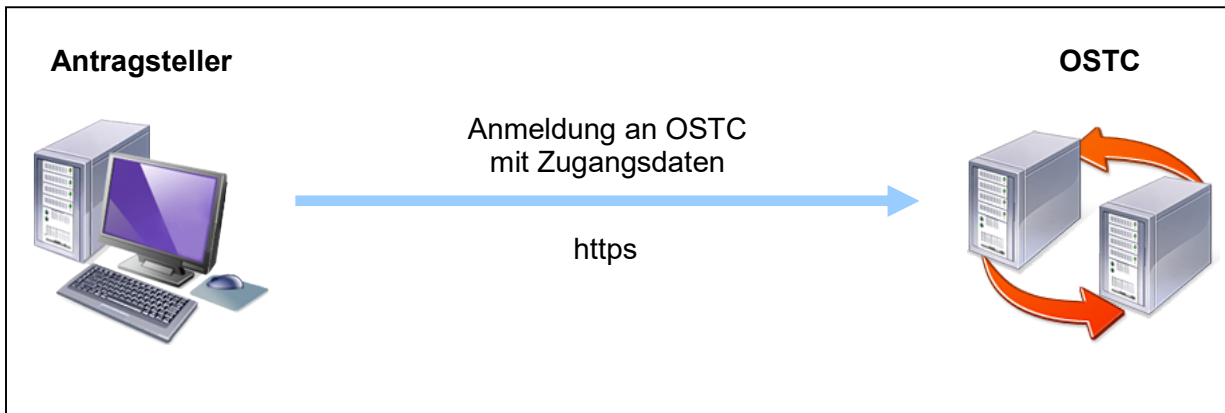 Antragsteller
OSTC
Anmeldung an OSTC
mit Zugangsdaten
https